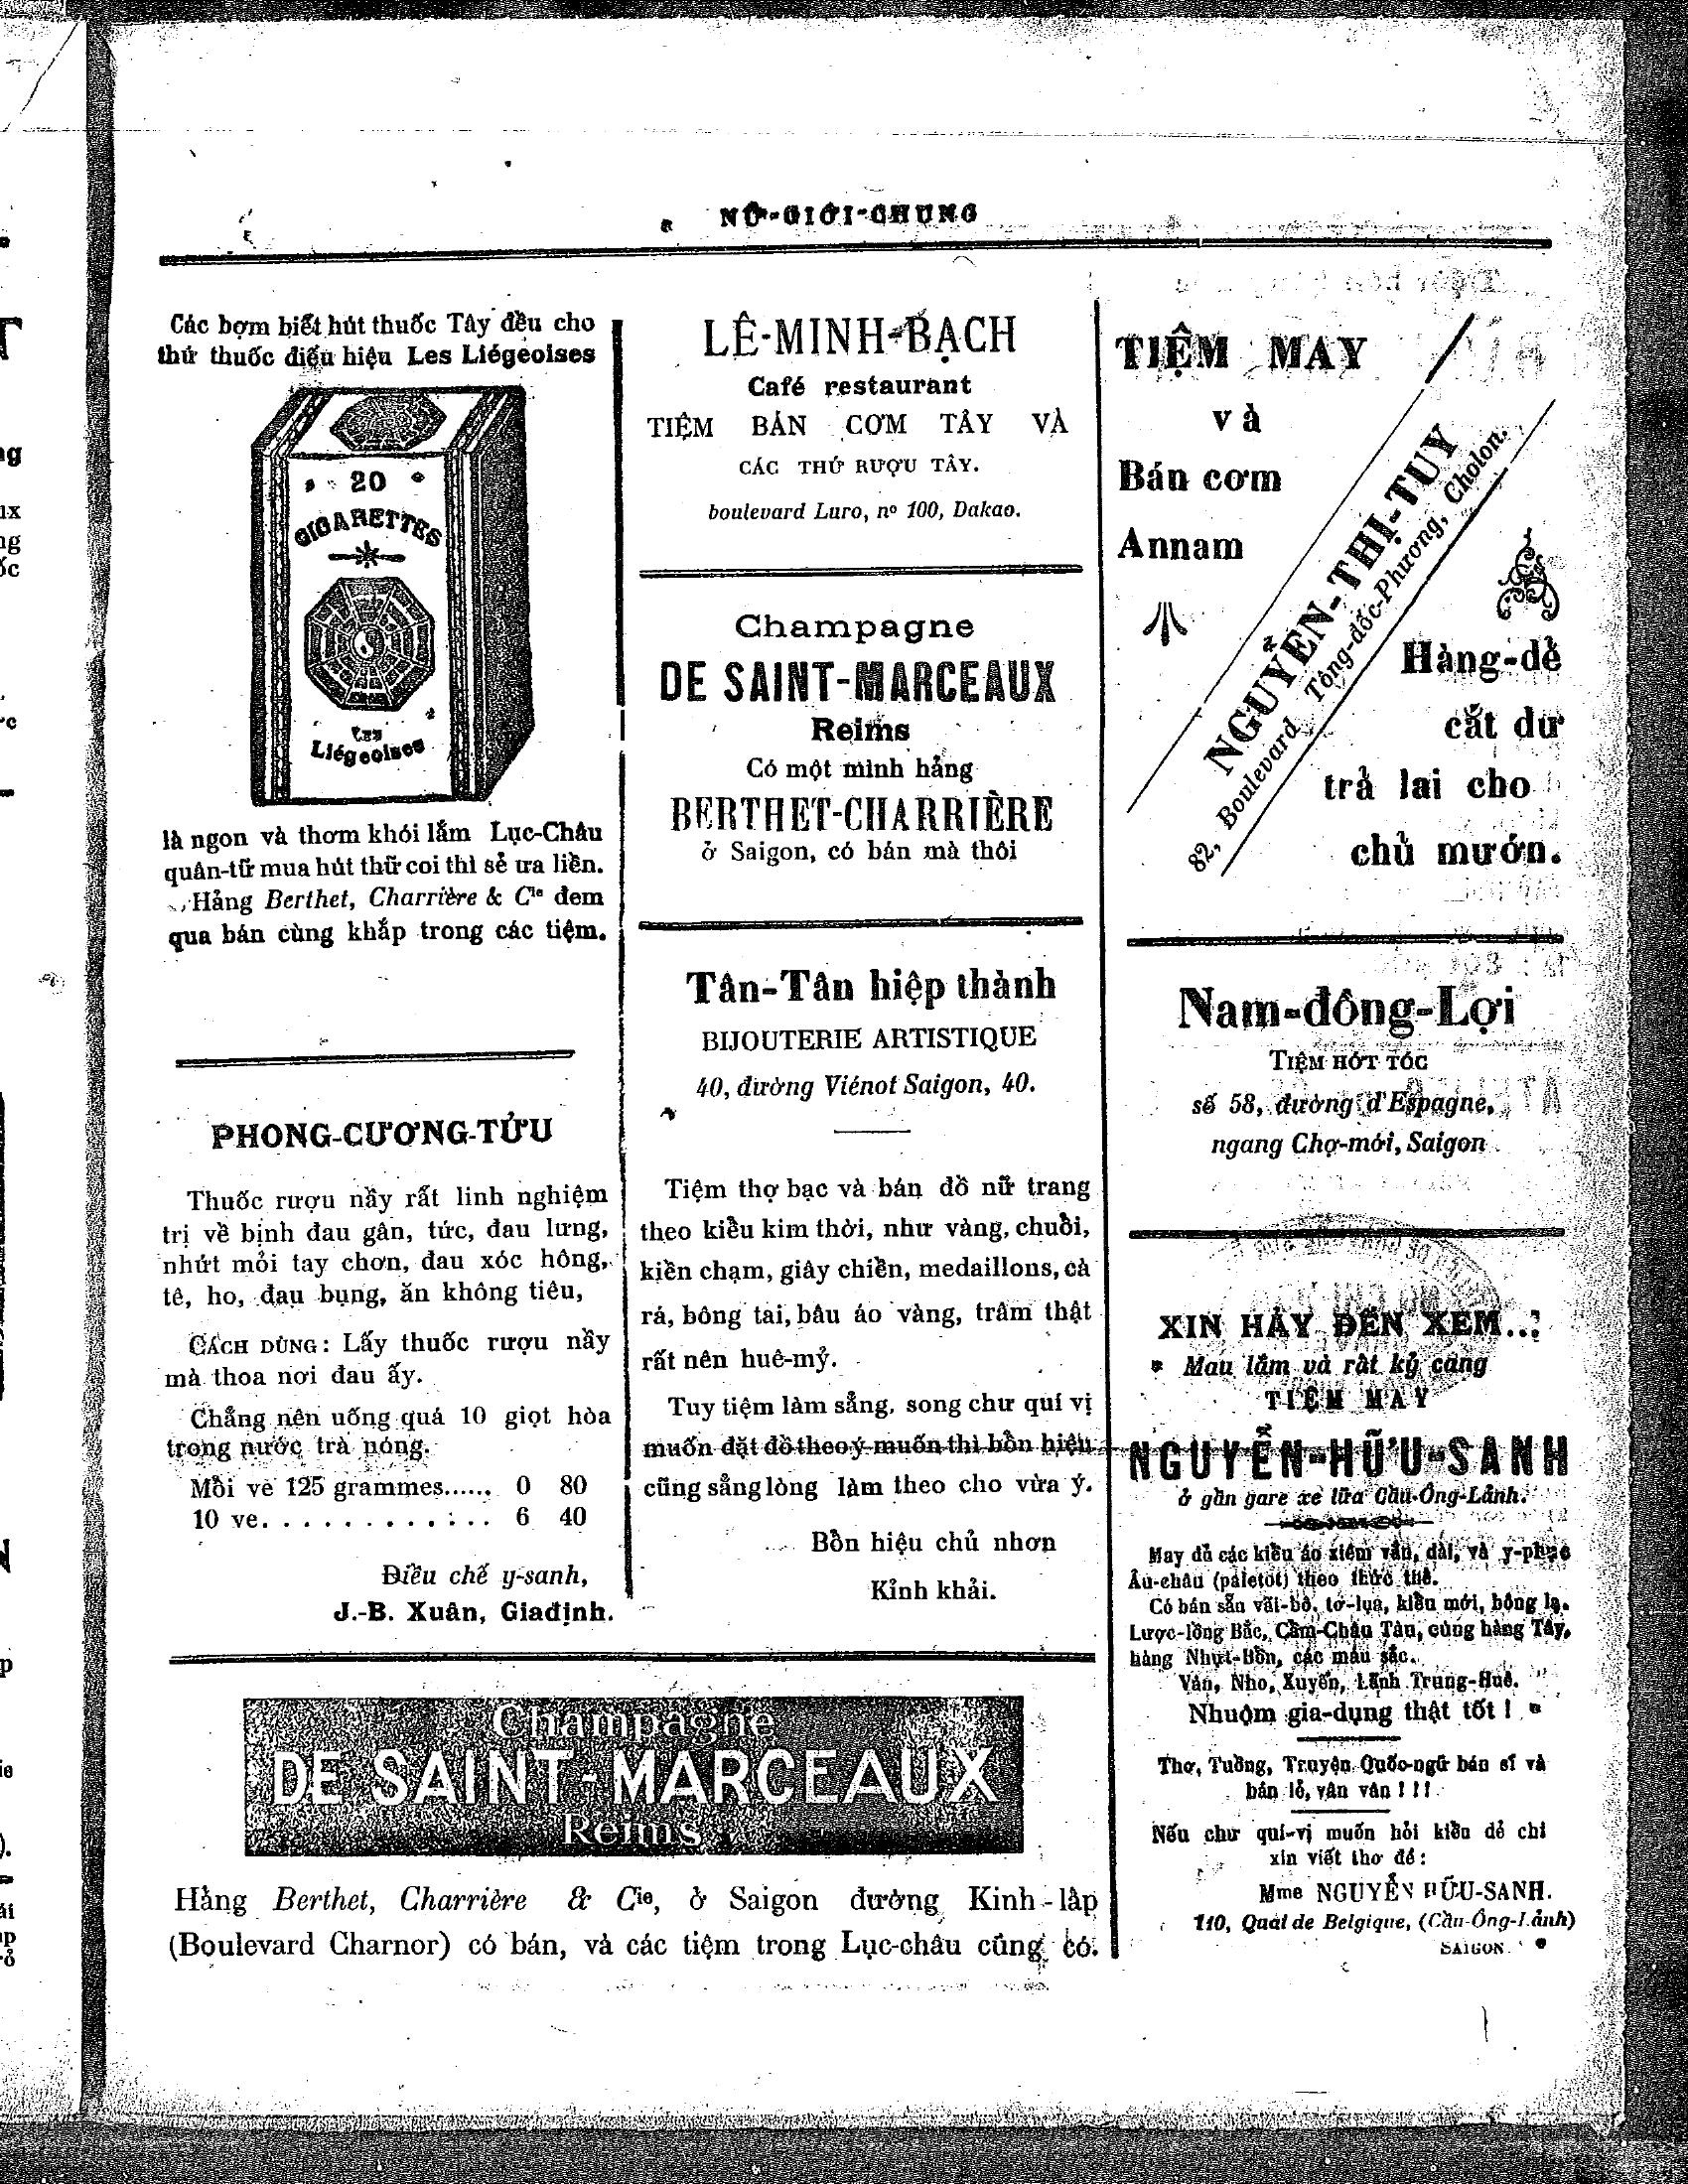 NỮ-GIỚI-CHUNG
Các bợm biết hút thuốc Tây đều cho
thứ thuốc điếu hiệu Les Liégeoises
20
CIGARETTES
Les
Liégeoises
là ngon và thơm khói lắm Lục-Châu
quân-tữ mua hút thữ coi thì sẻ ưa liền.
Hảng Berthet, Charrière & Cie đem
qua bán cùng khắp trong các tiệm.
PHONG-CƯƠNG-TỬU
Thuốc rượu nầy rất linh nghiệm
trị về bịnh đau gân, tức, đau lưng,
nhứt mỏi tay chơn, đau xóc hông,
tê, ho, đau bụng, ăn không tiêu,
CÁCH DÙNG: Lấy thuốc rượu nầy
mà thoa nơi đau ấy.
Chẳng nên uống quá 10 giọt hòa
trong nước trà nóng.
Mỗi ve 125 grammes...... 0 80
10 ve. . . . . . . . . . . . 6 40
Điều chế y-sanh,
J.-B. Xuân, Giađịnh.
LÊ-MINH-BẠCH
Café restaurant
TIỆM BÁN CƠM TÂY VÀ
CÁC THỨ RƯỢU TÂY.
boulevard Luro, nº 100, Dakao.
Champagne
DE SAINT-MARCEAUX
Reims
Có một mình hảng
BERTHET-CHARRIÈRE
ở Saigon, có bán mà thôi
Tân-Tân hiệp thành
BIJOUTERIE ARTISTIQUE
40, đường Viénot Saigon, 40.
Tiệm thợ bạc và bán đồ nữ trang
theo kiểu kim thời, như vàng, chuỗi,
kiền chạm, giây chiền, medaillons, cà
rá, bông tai, bâu áo vàng, trâm thật
rất nên huê-mỷ.
Tuy tiệm làm sẳng, song chư quí vị
muốn đặt đồ theo ý muốn thì bổn hiệu
cũng sẳng lòng làm theo cho vừa ý.
Bổn hiệu chủ nhơn
Kỉnh khải.
Champagne
DE SAINT-MARCEAUX
Reims
Hảng Berthet, Charrière & Cie, ở Saigon đường Kinh-lấp
(Boulevard Charnor) có bán, và các tiệm trong Lục-châu cũng có.
TIỆM MAY
và
Bán cơm
Annam
NGUYỄN-THỊ-TUY
82, Boulevard Tổng-đốc-Phương, Cholon.
Hàng-dẻ
cắt dư
trả lai cho
chủ mướn.
Nam-đông-Lợi
TIỆM HỚT TÓC
số 58, đường d'Espagne,
ngang Chợ-mới, Saigon
XIN HẢY ĐẾN XEM...
Mau lắm và rất kỷ càng
TIỆM MAY
NGUYỄN-HỮU-SANH
ở gần gare xe lữa Cầu-Ông-Lảnh.
May đủ các kiểu áo xiêm vắn, dài, và y-phục
Âu-châu (paletot) theo thức thể.
Có bán sẳn vãi-bô, tơ-lụa, kiểu mới, bông lạ.
Lược-lồng Bắc, Cẩm-Châu Tàu, cùng hàng Tây,
hàng Nhựt-Bổn, các màu sắc.
Vân, Nho, Xuyến, Lãnh Trung-Huê.
Nhuộm gia-dụng thật tốt !
Thơ, Tuồng, Truyện Quốc-ngữ bán sỉ và
bán lẻ, vân vân ! ! !
Nếu chư quí-vị muốn hỏi kiểu dẻ chi
xin viết thơ đề :
Mme NGUYỄN HỮU-SANH.
110, Quai de Belgique, (Cầu-Ông-Lảnh)
SAIGON.